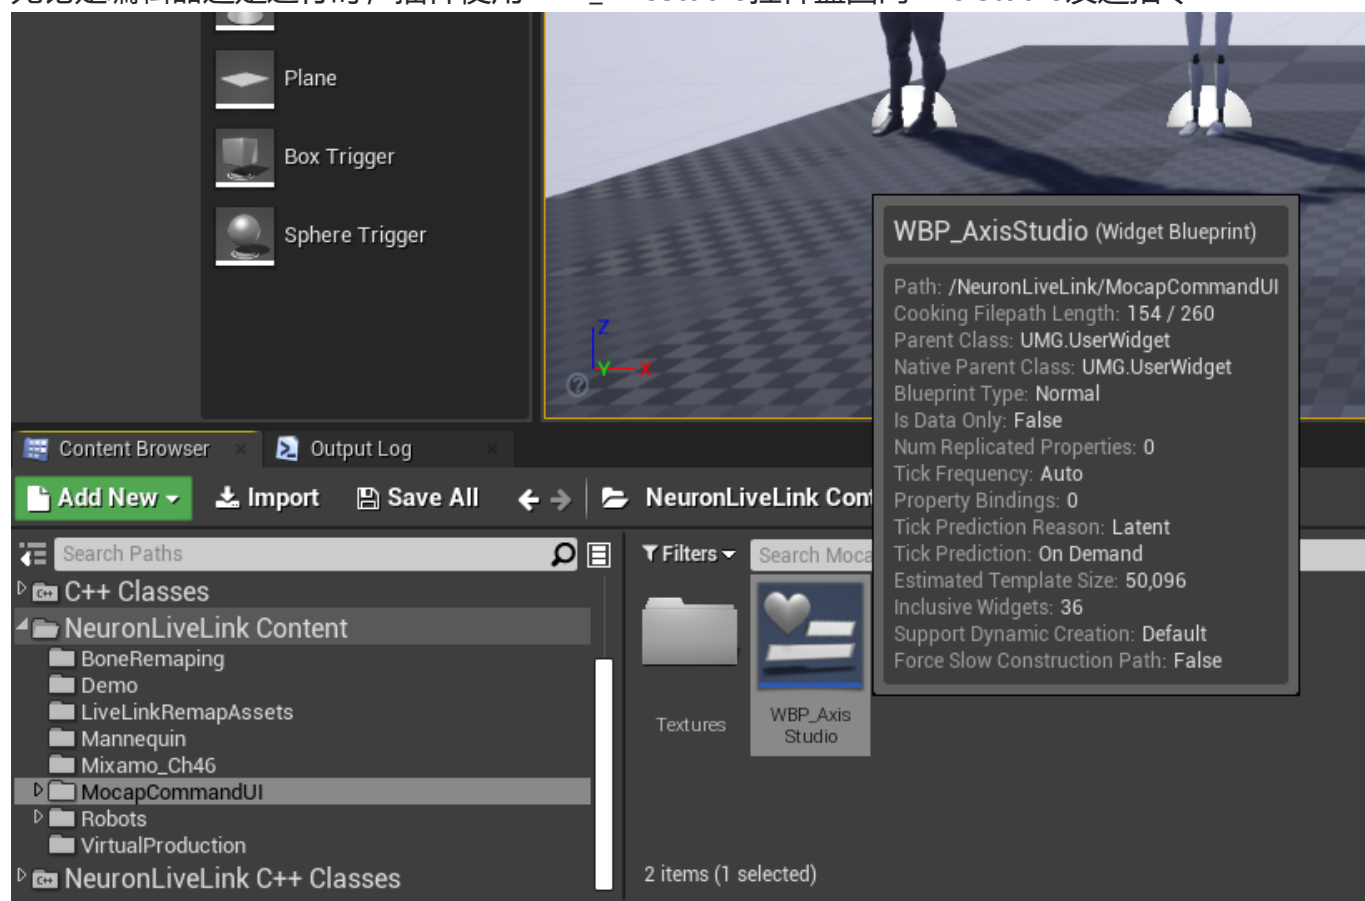 Plane
Box Trigger
Sphere Trigger
Z
Y
X
?
WBP_AxisStudio (Widget Blueprint)
Path: /NeuronLiveLink/MocapCommandUI
Cooking Filepath Length: 154 / 260
Parent Class: UMG.UserWidget
Native Parent Class: UMG.UserWidget
Blueprint Type: Normal
Is Data Only: False
Num Replicated Properties: 0
Tick Frequency: Auto
Property Bindings: 0
Tick Prediction Reason: Latent
Tick Prediction: On Demand
Estimated Template Size: 50,096
Inclusive Widgets: 36
Support Dynamic Creation: Default
Force Slow Construction Path: False
Content Browser
Output Log
Add New
Import
Save All
NeuronLiveLink Con
Search Paths
Filters
Search Moca
C++ Classes
NeuronLiveLink Content
BoneRemaping
Demo
LiveLinkRemapAssets
Mannequin
Mixamo_Ch46
MocapCommandUI
Robots
VirtualProduction
NeuronLiveLink C++ Classes
Textures
WBP_Axis
Studio
2 items (1 selected)